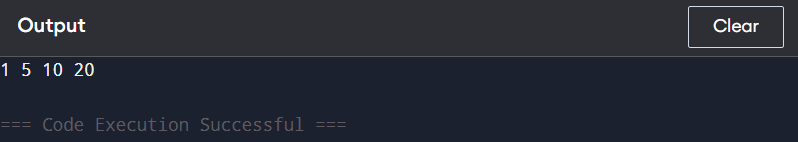 Output
Clear
1 5 10 20
=== Code Execution Successful ===